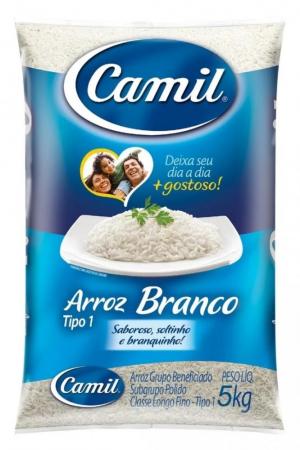 Camil®
Deixa seu
dia a dia
+gostoso!
Arroz Branco
Tipo 1
Saboroso, soltinho
e branquinho!
Camil
Arroz Grupo Beneficiado
Subgrupo Polido
Classe Longo Fino - Tipo 1
PESO LÍQ.
5kg